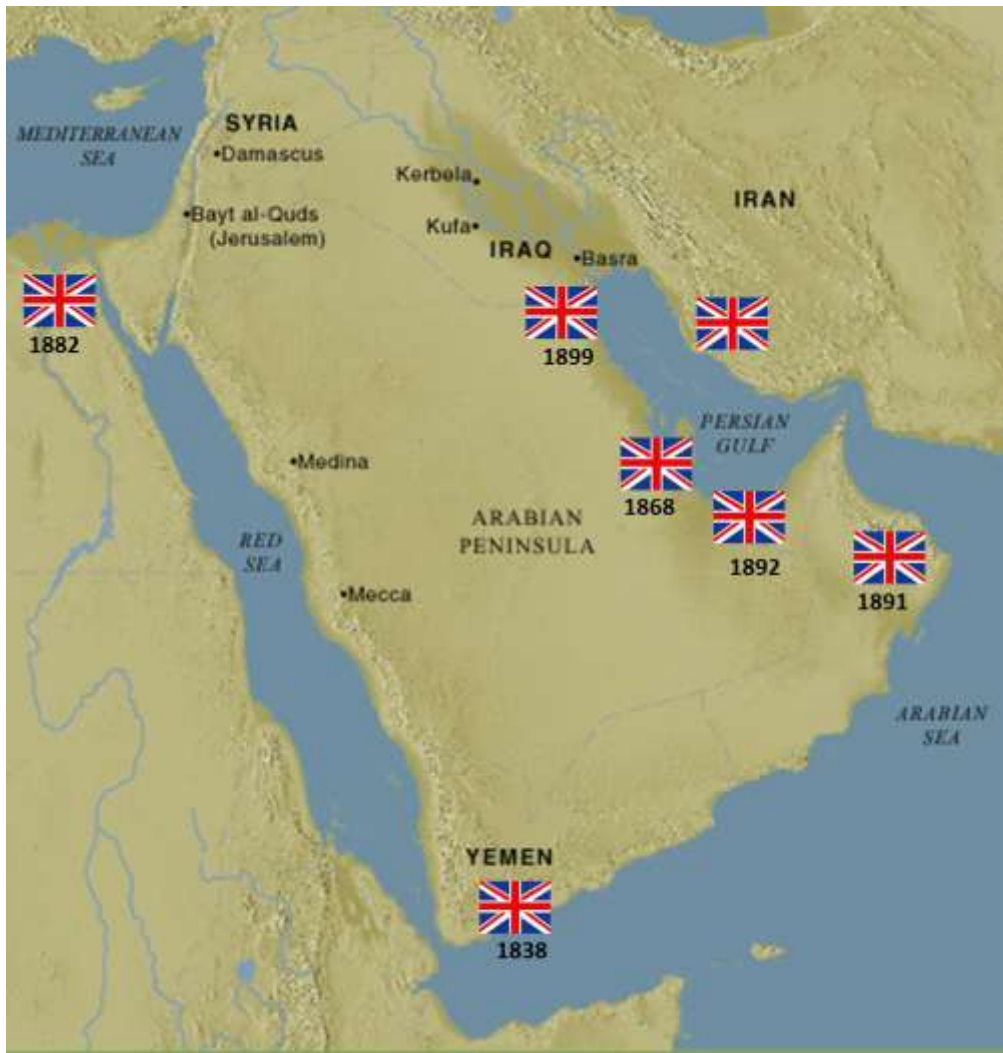 MEDITERRANEAN
SEA
SYRIA
•Damascus
Kerbela•
IRAN
•Bayt al-Quds
(Jerusalem)
Kufa•
IRAQ
•Basra
1882
1899
PERSIAN
GULF
•Medina
1868
ARABIAN
PENINSULA
RED
SEA
1892
•Mecca
1891
ARABIAN
SEA
YEMEN
1838